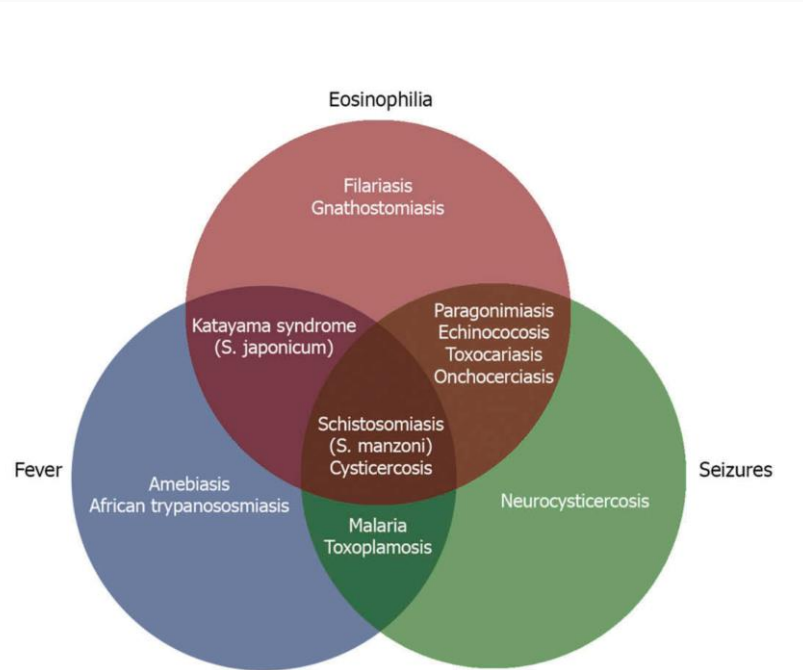 Eosinophilia
Filariasis
Gnathostomiasis
Katayama syndrome
(S. japonicum)
Paragonimiasis
Echinococosis
Toxocariasis
Onchocerciasis
Schistosomiasis
(S. manzoni)
Cysticercosis
Fever
Amebiasis
African trypanososmiasis
Seizures
Neurocysticercosis
Malaria
Toxoplamosis